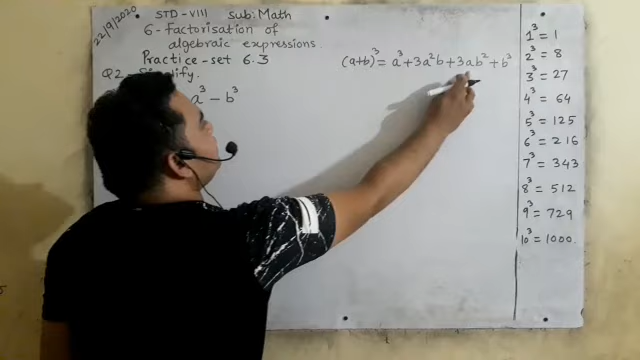 22/9/2020
STD-VIII Sub:Math
6-Factorisation of
algebraic expressions.
Practice-set 6.3
Q2-Simplify.
a³ - b³
(a+b)³ = a³ + 3a²b + 3ab² + b³
1³ = 1
2³ = 8
3³ = 27
4³ = 64
5³ = 125
6³ = 216
7³ = 343
8³ = 512
9³ = 729
10³ = 1000